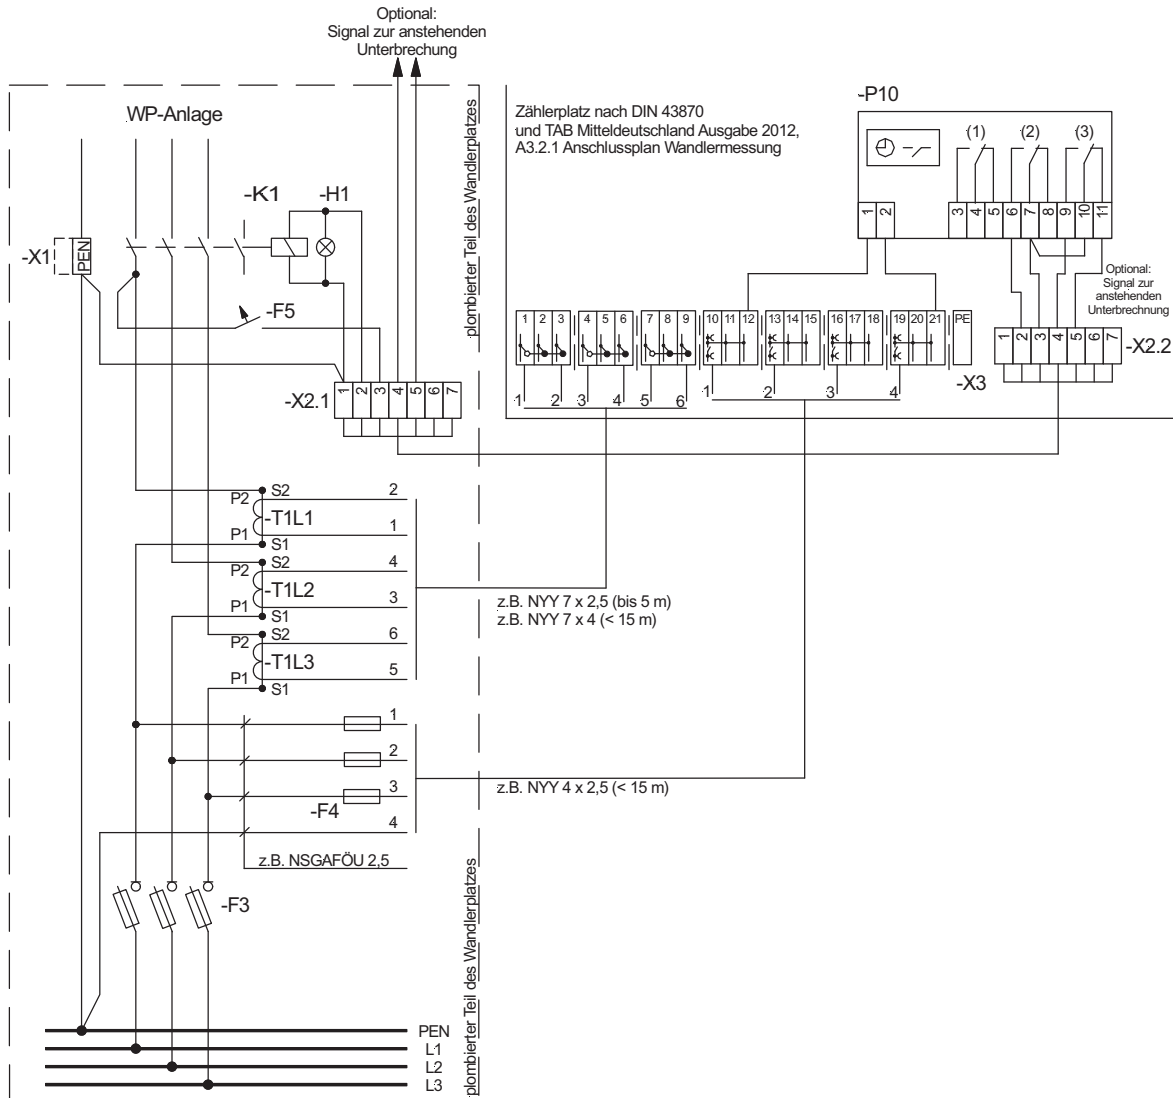 Optional:
Signal zur anstehenden
Unterbrechung
WP-Anlage
plombierter Teil des Wandlerplatzes
Zählerplatz nach DIN 43870
und TAB Mitteldeutschland Ausgabe 2012,
A3.2.1 Anschlussplan Wandlermessung
-P10
(1) (2) (3)
1 2 3 4 5 6 7 8 9 10 11
-K1 -H1
-X1 PEN
-F5
Optional:
Signal zur
anstehenden
Unterbrechnung
1 2 3 4 5 6 7 8 9 10 11 12 13 14 15 16 17 18 19 20 21 PE
1 2 3 4 5 6 7
-X2.2
-X3
1 2 3 4 5 6 1 2 3 4
-X2.1
1 2 3 4 5 6 7
P2 S2 2
-T1L1
P1 S1 1
P2 S2 4
-T1L2
P1 S1 3
P2 S2 6
-T1L3
P1 S1 5
z.B. NYY 7 x 2,5 (bis 5 m)
z.B. NYY 7 x 4 (< 15 m)
1
2
3
-F4
4
z.B. NYY 4 x 2,5 (< 15 m)
z.B. NSGAFÖU 2,5
-F3
plombierter Teil des Wandlerplatzes
PEN
L1
L2
L3